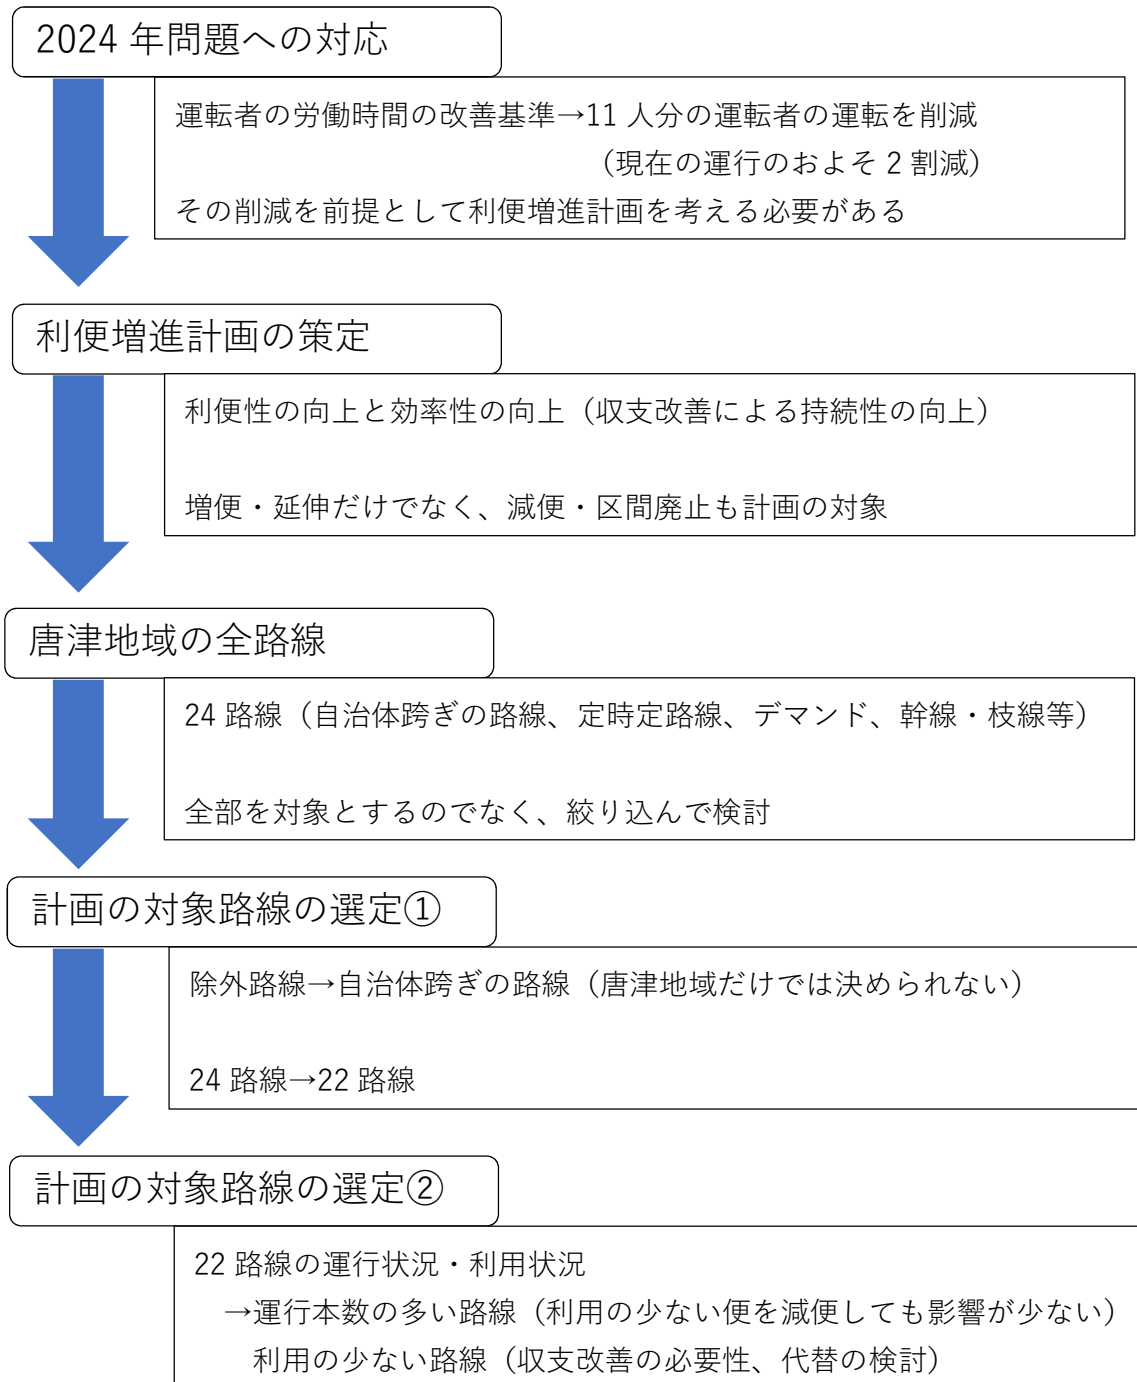 2024 年問題への対応
運転者の労働時間の改善基準→11 人分の運転者の運転を削減
（現在の運行のおよそ 2 割減）
その削減を前提として利便増進計画を考える必要がある
利便増進計画の策定
利便性の向上と効率性の向上（収支改善による持続性の向上）
増便・延伸だけでなく、減便・区間廃止も計画の対象
唐津地域の全路線
24 路線（自治体跨ぎの路線、定時定路線、デマンド、幹線・枝線等）
全部を対象とするのでなく、絞り込んで検討
計画の対象路線の選定①
除外路線→自治体跨ぎの路線（唐津地域だけでは決められない）
24 路線→22 路線
計画の対象路線の選定②
22 路線の運行状況・利用状況
→運行本数の多い路線（利用の少ない便を減便しても影響が少ない）
利用の少ない路線（収支改善の必要性、代替の検討）